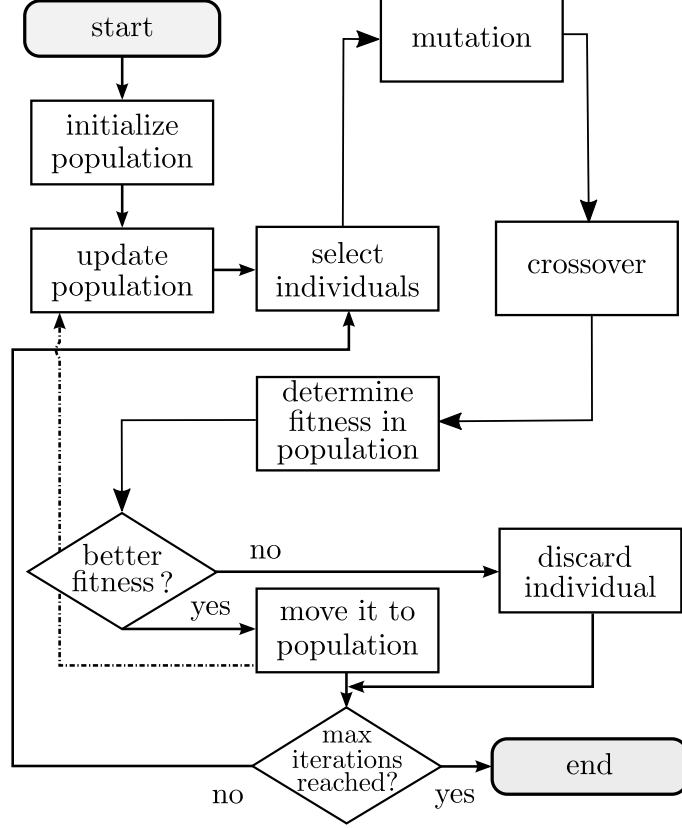 start
mutation
initialize
population
update
population
select
individuals
crossover
determine
fitness in
population
better
fitness ?
no
yes
discard
individual
move it to
population
max
iterations
reached?
no
yes
end